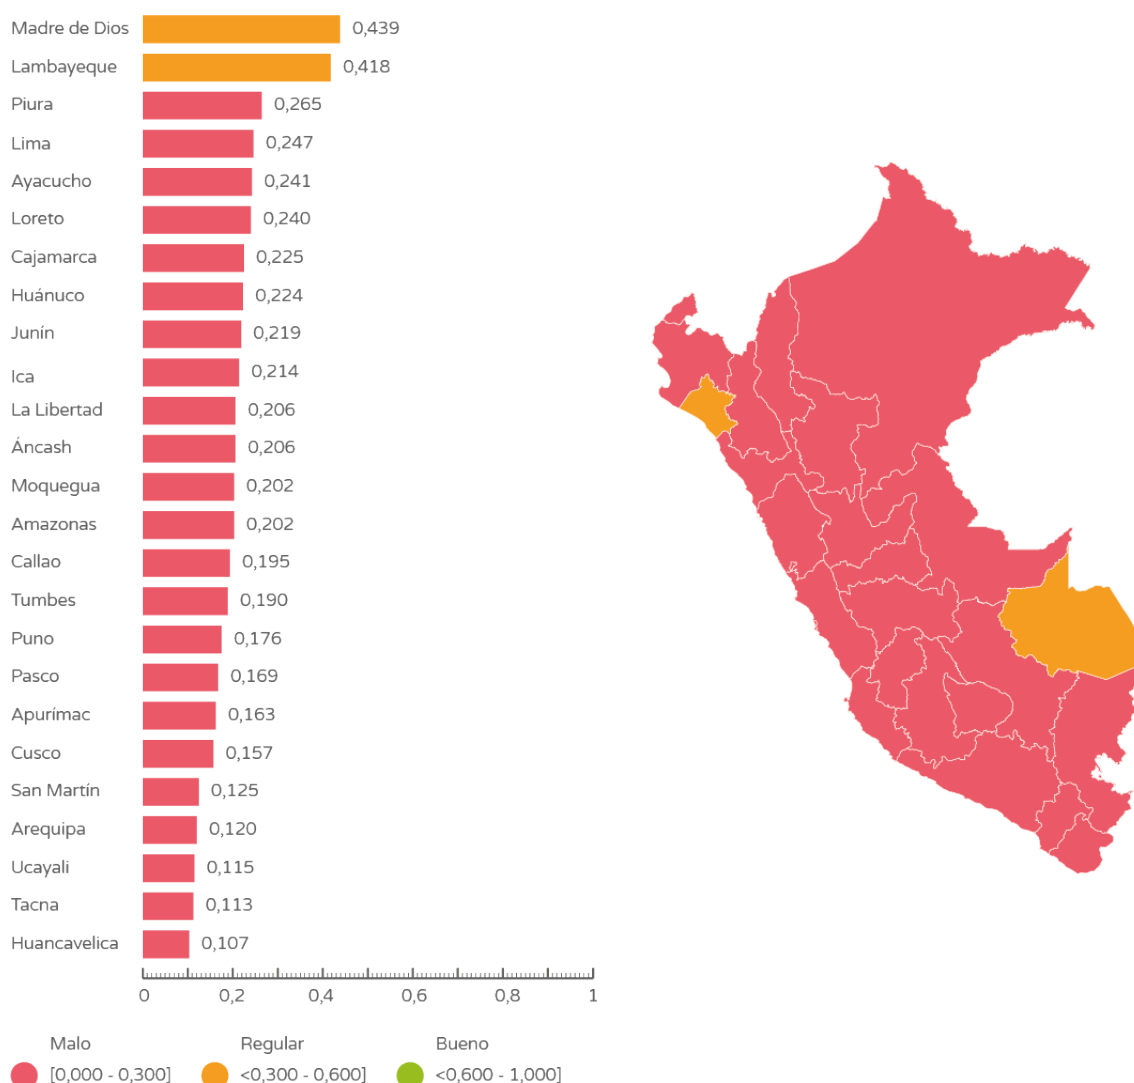 Madre de Dios 0,439
Lambayeque 0,418
Piura 0,265
Lima 0,247
Ayacucho 0,241
Loreto 0,240
Cajamarca 0,225
Huánuco 0,224
Junín 0,219
Ica 0,214
La Libertad 0,206
Áncash 0,206
Moquegua 0,202
Amazonas 0,202
Callao 0,195
Tumbes 0,190
Puno 0,176
Pasco 0,169
Apurímac 0,163
Cusco 0,157
San Martín 0,125
Arequipa 0,120
Ucayali 0,115
Tacna 0,113
Huancavelica 0,107
0 0,2 0,4 0,6 0,8 1
Malo Regular Bueno
[0,000 - 0,300] <0,300 - 0,600] <0,600 - 1,000]